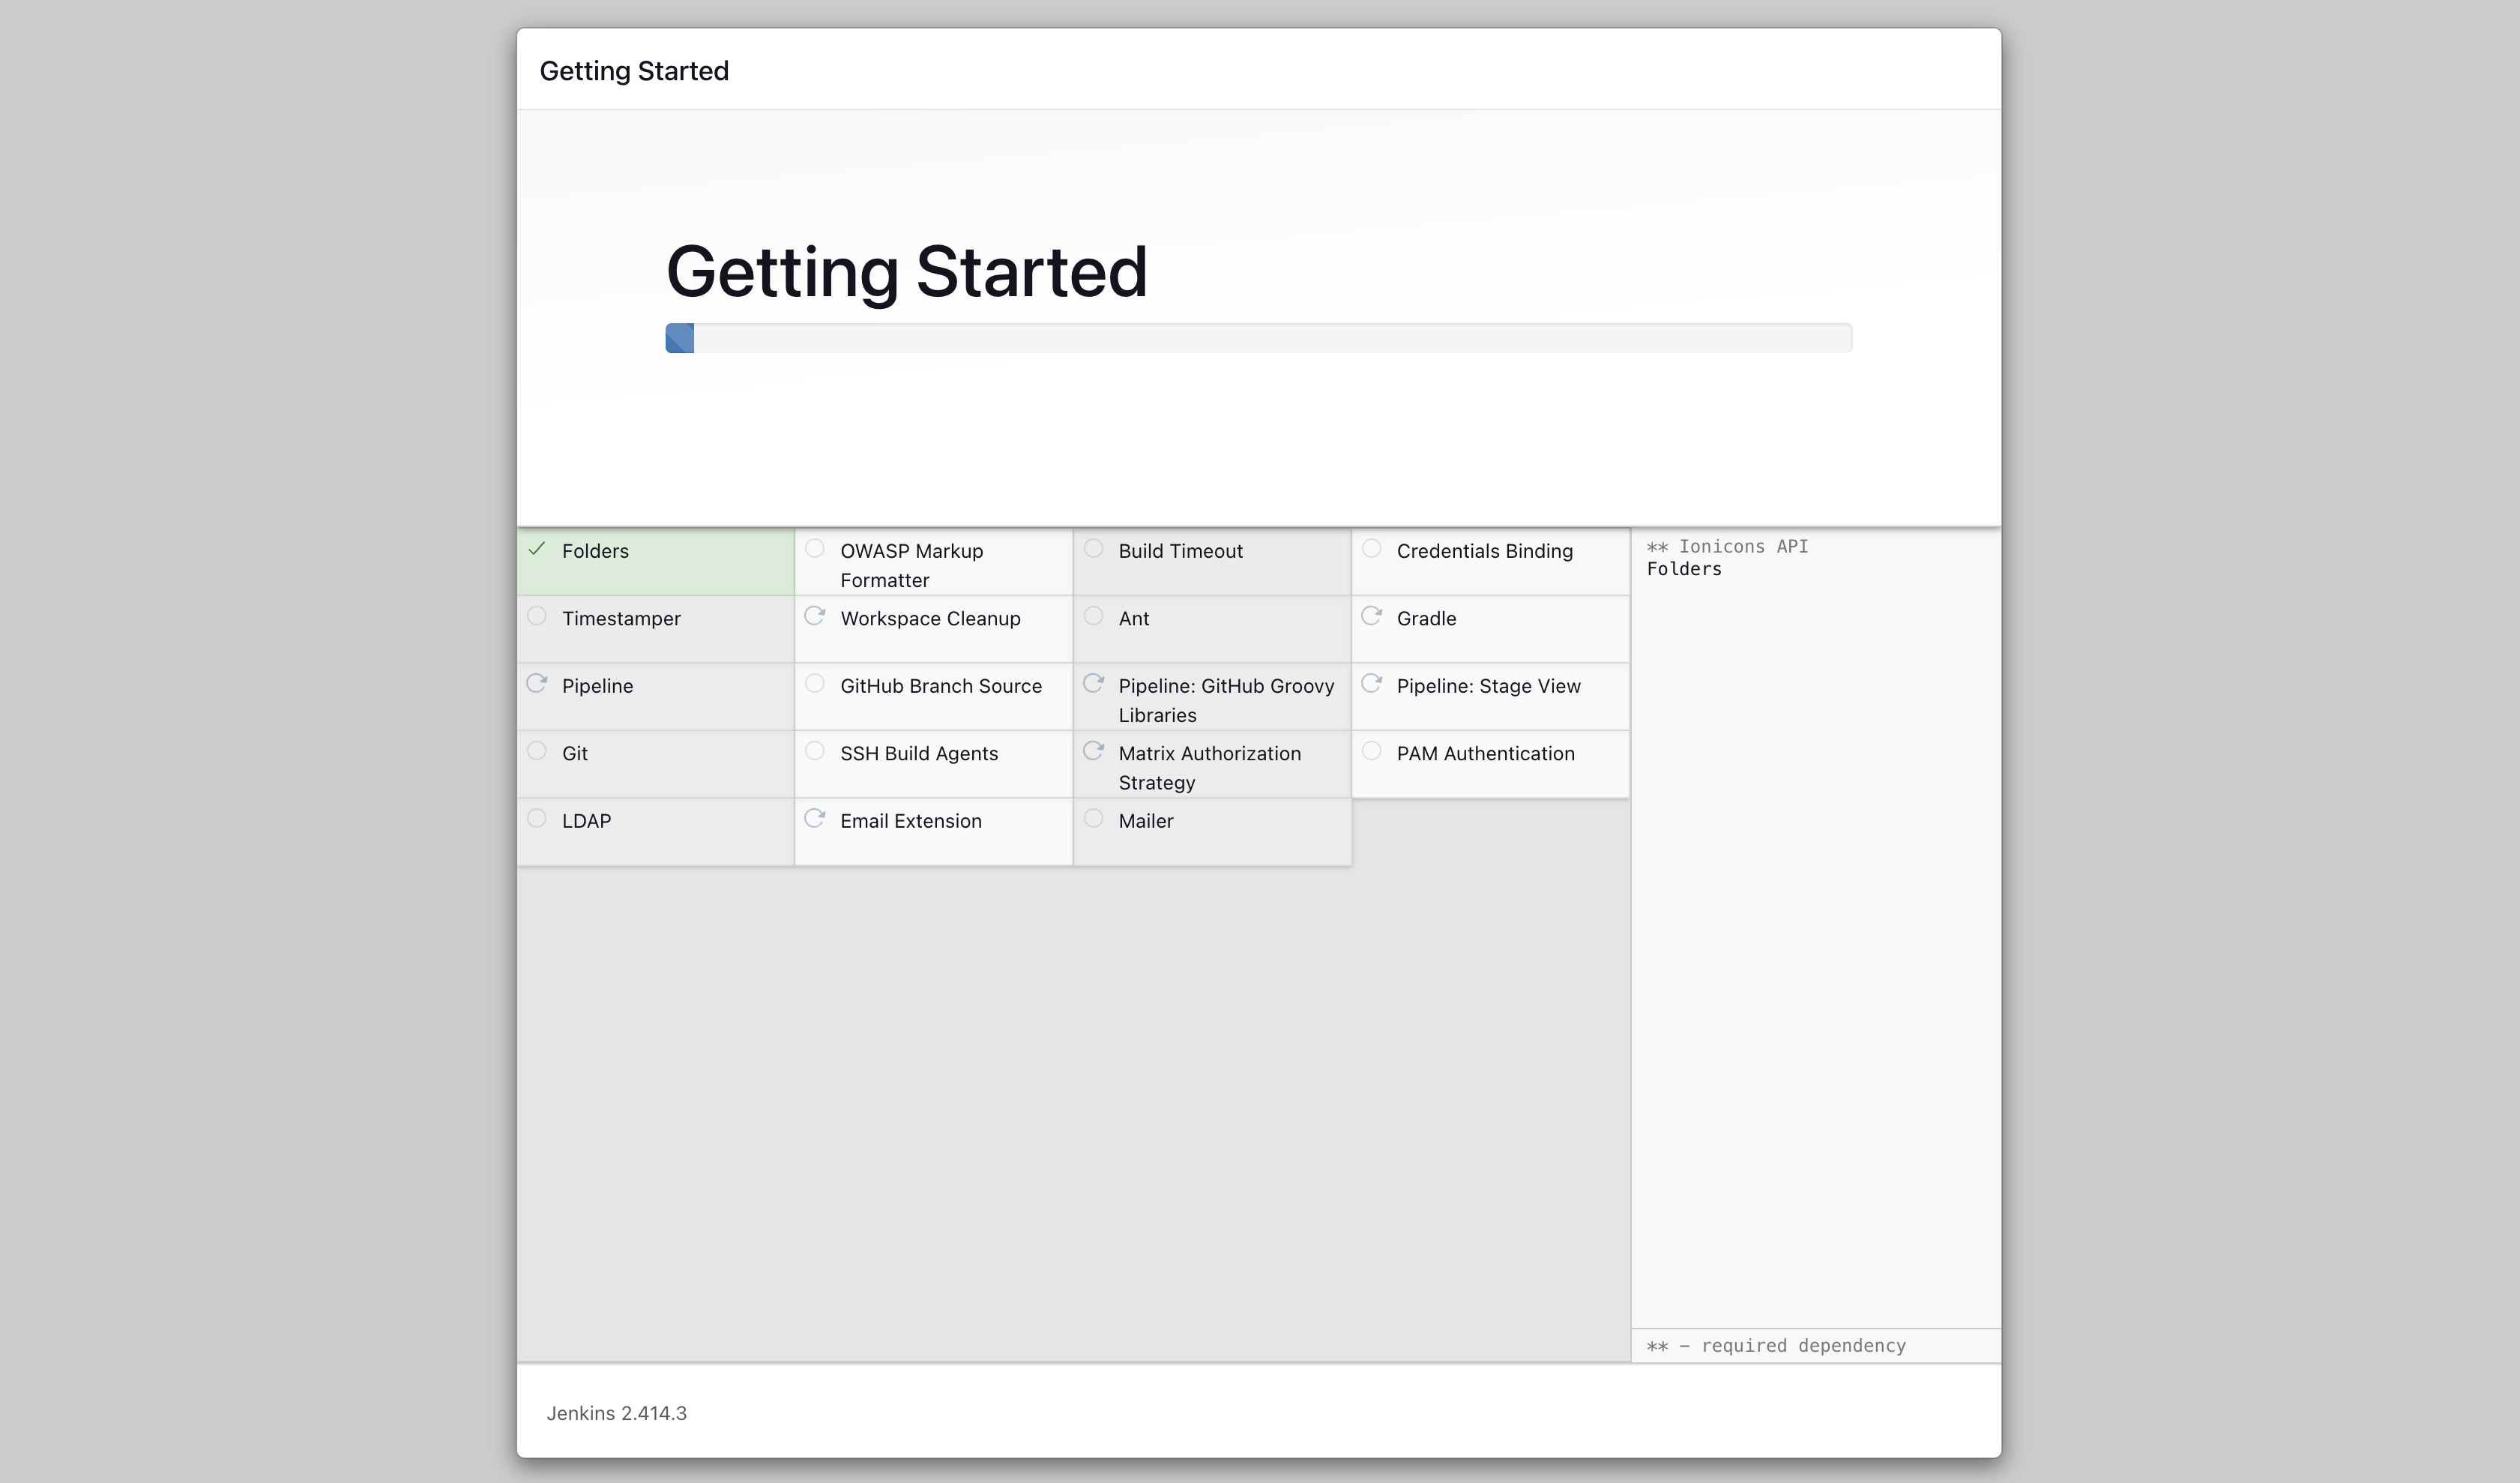 Getting Started
Getting Started
Folders
OWASP Markup
Formatter
Build Timeout
Credentials Binding
** Ionicons API
Folders
Timestamper
Workspace Cleanup
Ant
Gradle
Pipeline
GitHub Branch Source
Pipeline: GitHub Groovy
Libraries
Pipeline: Stage View
Git
SSH Build Agents
Matrix Authorization
Strategy
PAM Authentication
LDAP
Email Extension
Mailer
** - required dependency
Jenkins 2.414.3